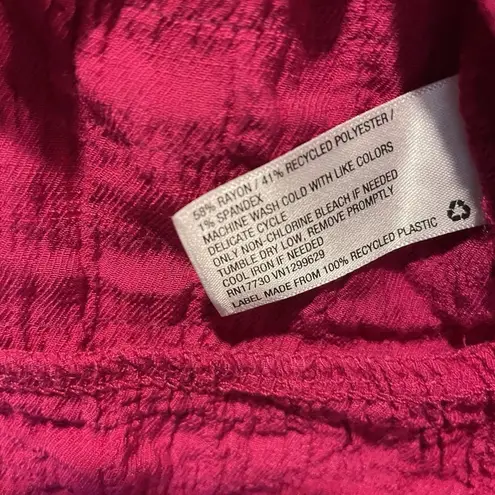 58% RAYON / 41% RECYCLED POLYESTER /
1% SPANDEX
MACHINE WASH COLD WITH LIKE COLORS
DELICATE CYCLE
ONLY NON-CHLORINE BLEACH IF NEEDED
TUMBLE DRY LOW, REMOVE PROMPTLY
COOL IRON IF NEEDED
RN17730 VN1299629
LABEL MADE FROM 100% RECYCLED PLASTIC